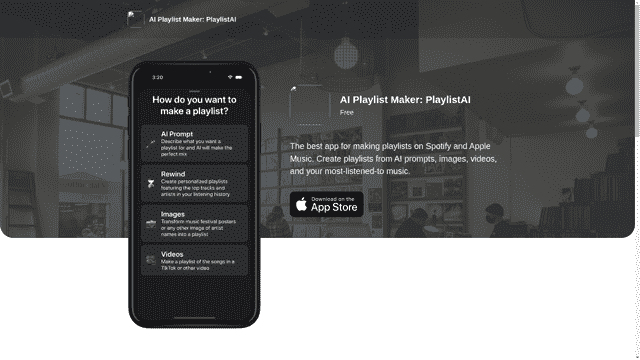 AI Playlist Maker: PlaylistAI
3:20
How do you want to
make a playlist?
AI Prompt
Describe what you want a
playlist for and AI will make the
perfect mix
Rewind
Create personalized playlists
featuring the top tracks and
artists in your listening history
Images
Transform music festival posters
or any other image of artist
names into a playlist
Videos
Make a playlist of the songs in a
TikTok or other video
AI Playlist Maker: PlaylistAI
Free
The best app for making playlists on Spotify and Apple
Music. Create playlists from AI prompts, images, videos,
and your most-listened-to music.
Download on the
App Store